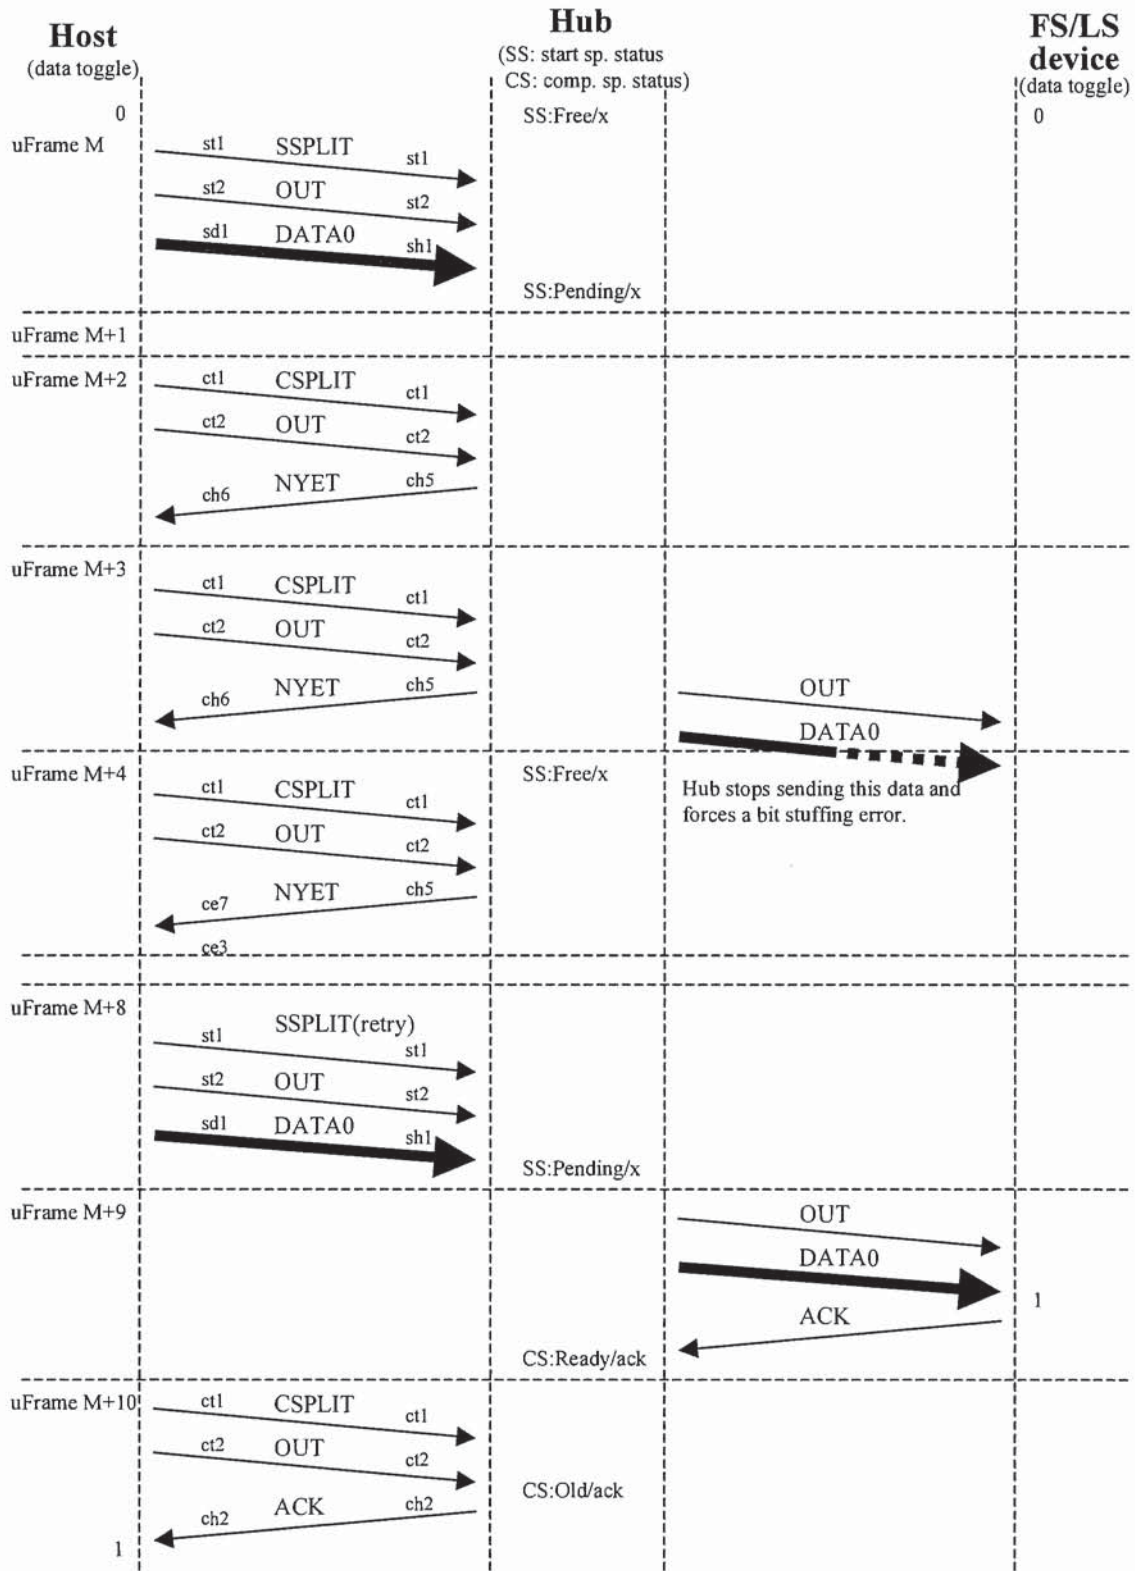 Host
(data toggle)
Hub
(SS: start sp. status
CS: comp. sp. status)
FS/LS
device
(data toggle)
0
SS:Free/x
0
uFrame M
st1 SSPLIT st1
st2 OUT st2
sd1 DATA0 sh1
SS:Pending/x
uFrame M+1
uFrame M+2
ct1 CSPLIT ct1
ct2 OUT ct2
ch6 NYET ch5
uFrame M+3
ct1 CSPLIT ct1
ct2 OUT ct2
ch6 NYET ch5
OUT
DATA0
uFrame M+4
SS:Free/x
Hub stops sending this data and
forces a bit stuffing error.
ct1 CSPLIT ct1
ct2 OUT ct2
ce7 NYET ch5
ce3
uFrame M+8
st1 SSPLIT(retry) st1
st2 OUT st2
sd1 DATA0 sh1
SS:Pending/x
uFrame M+9
OUT
DATA0
1
ACK
CS:Ready/ack
uFrame M+10
ct1 CSPLIT ct1
ct2 OUT ct2
CS:Old/ack
ch2 ACK ch2
1